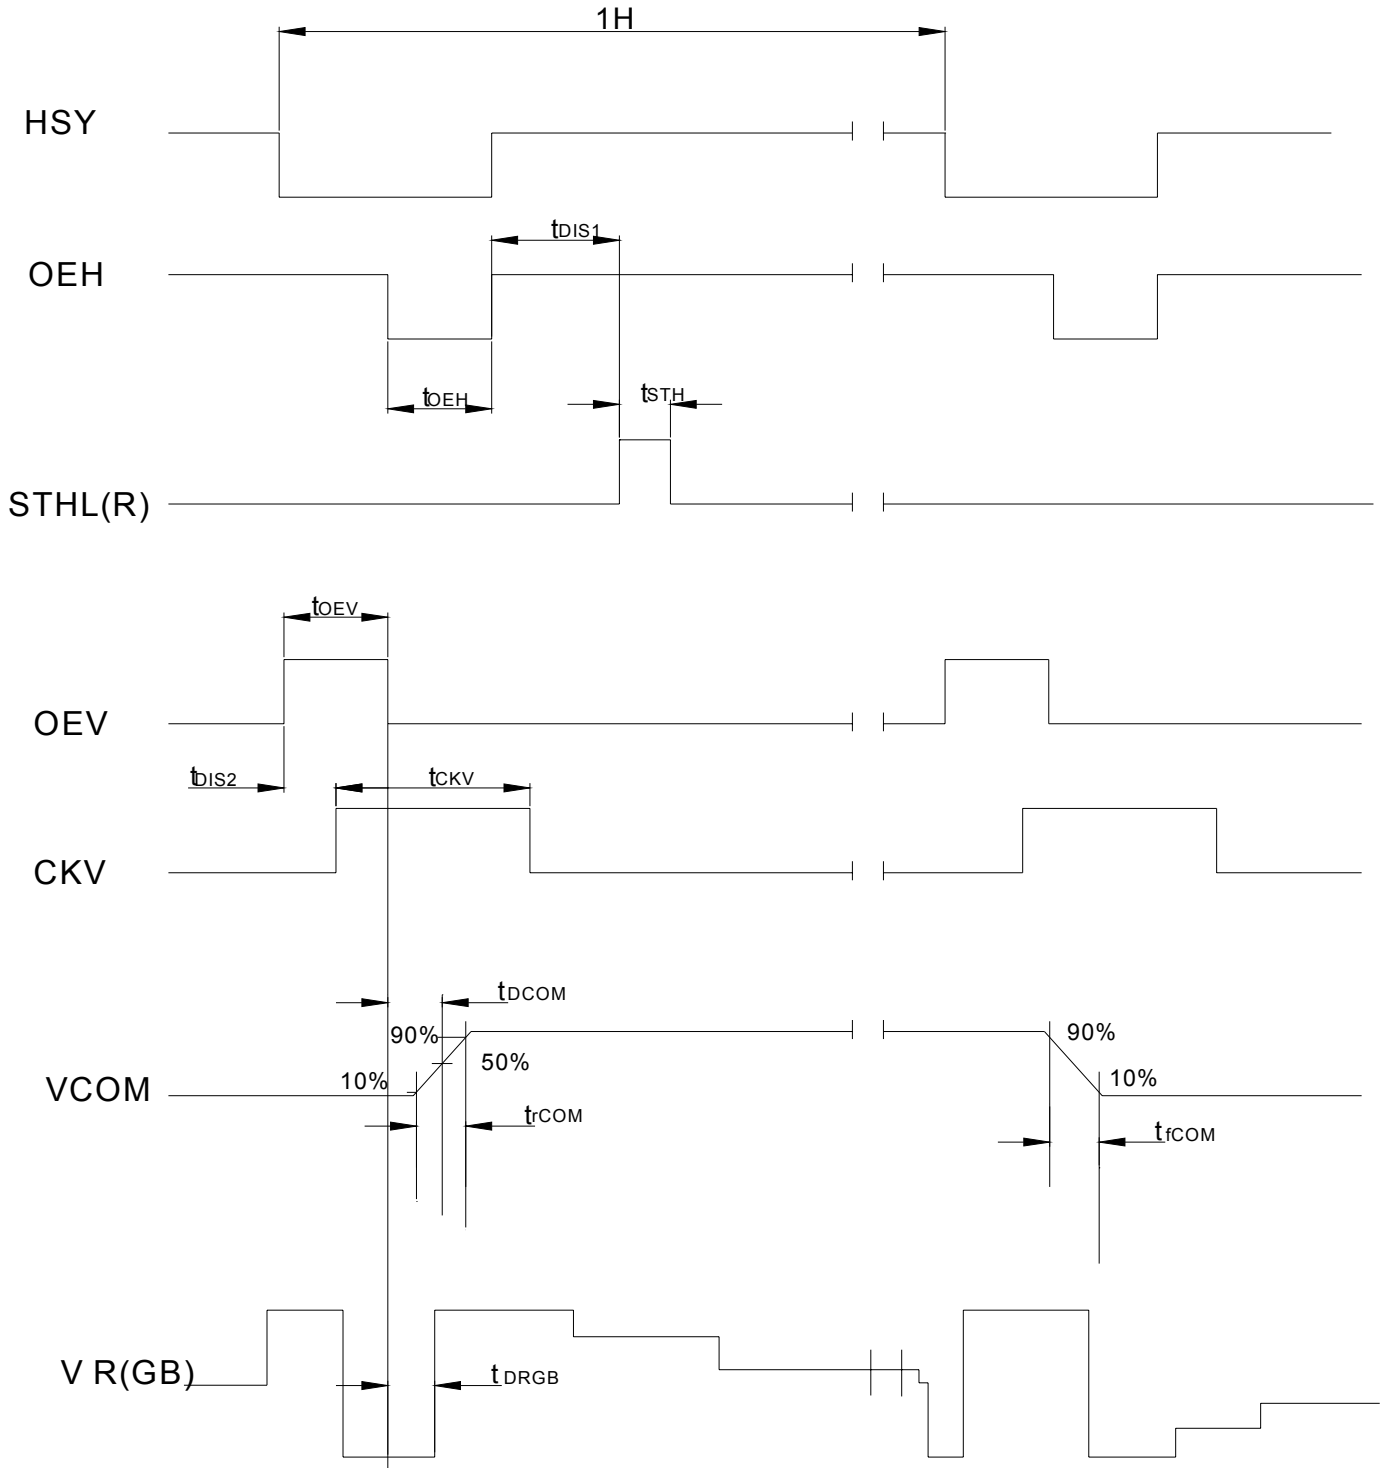 1H
HSY
tDIS1
OEH
tOEH
tSTH
STHL(R)
tOEV
OEV
tDIS2
tCKV
CKV
tDCOM
90%
50%
90%
10%
10%
VCOM
trCOM
tfCOM
V R(GB)
tDRGB